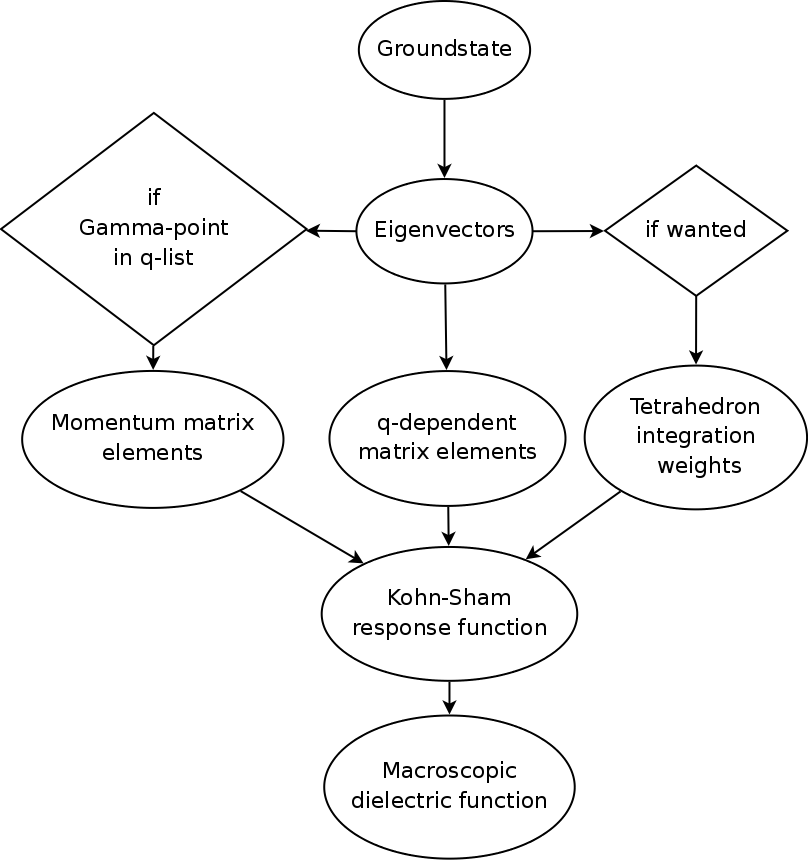 Groundstate
if
Gamma-point
in q-list
Eigenvectors
if wanted
Momentum matrix
elements
q-dependent
matrix elements
Tetrahedron
integration
weights
Kohn-Sham
response function
Macroscopic
dielectric function